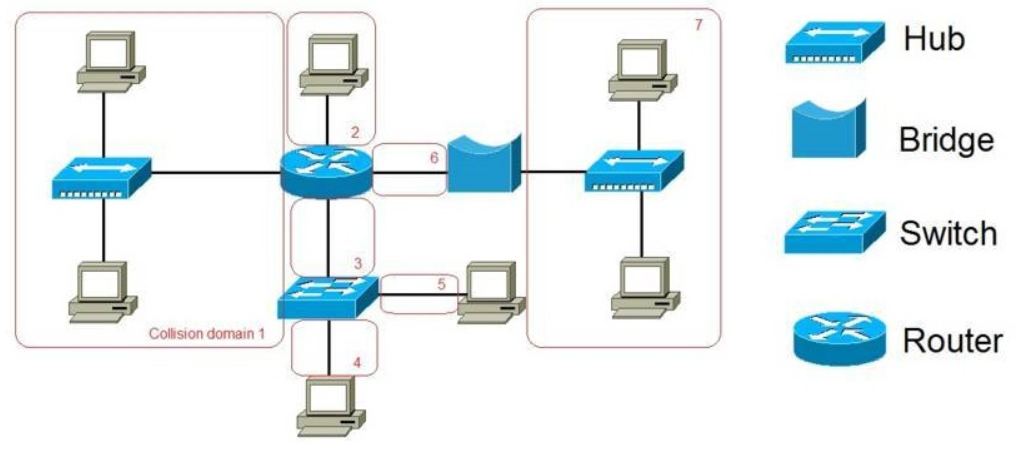 7
Hub
2
6
Bridge
3
5
Switch
Collision domain 1
4
Router